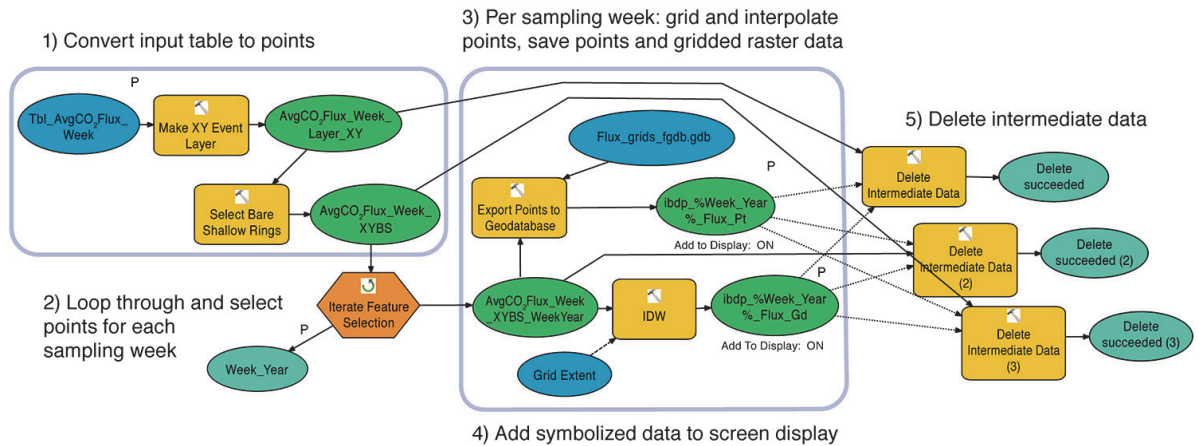 1) Convert input table to points
P
Tbl_AvgCO₂Flux_
Week
Make XY Event
Layer
AvgCO₂Flux_Week_
Layer_XY
Select Bare
Shallow Rings
AvgCO₂Flux_Week_
XYBS
2) Loop through and select
points for each
sampling week
Iterate Feature
Selection
P
Week_Year
3) Per sampling week: grid and interpolate
points, save points and gridded raster data
Flux_grids_fgdb.gdb
Export Points to
Geodatabase
P
ibdp_%Week_Year
%_Flux_Pt
Add to Display: ON
AvgCO₂Flux_Week
_XYBS_WeekYear
IDW
P
ibdp_%Week_Year
%_Flux_Gd
Add To Display: ON
Grid Extent
4) Add symbolized data to screen display
5) Delete intermediate data
Delete
Intermediate Data
Delete
succeeded
Delete
Intermediate Data
(2)
Delete
succeeded (2)
Delete
Intermediate Data
(3)
Delete
succeeded (3)